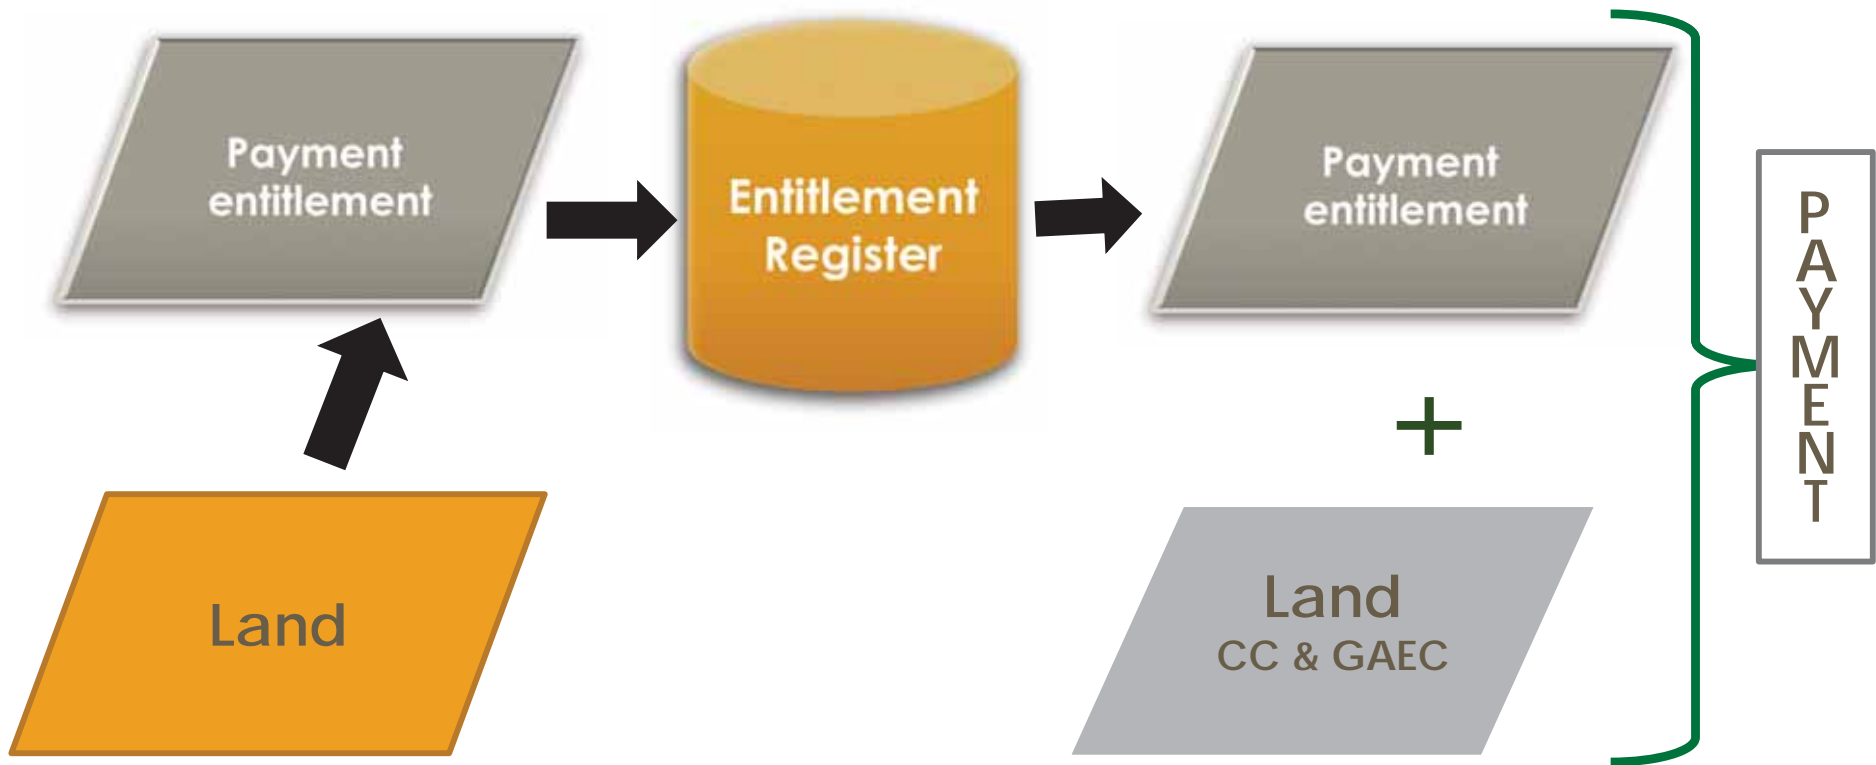 Payment
entitlement
Entitlement
Register
Payment
entitlement
Land
Land
CC & GAEC
PAYMENT